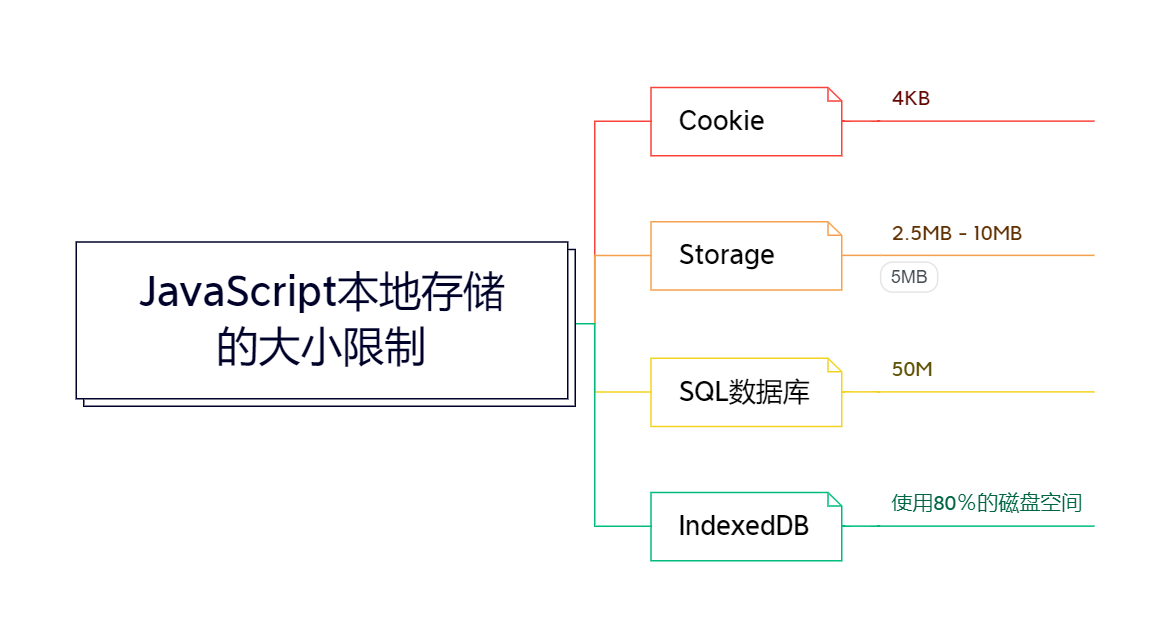 JavaScript本地存储
的大小限制
Cookie
4KB
Storage
2.5MB - 10MB
5MB
SQL数据库
50M
IndexedDB
使用80%的磁盘空间